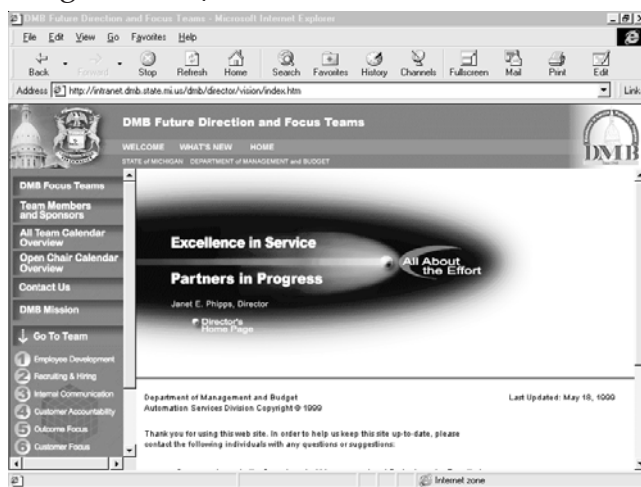 DMB Future Direction and Focus Teams - Microsoft Internet Explorer
File Edit View Go Favorites Help
Back Forward Stop Refresh Home Search Favorites History Channels Fullscreen Mail Print Edit
Address http://intranet.dmb.state.mi.us/dmb/director/vision/index.htm Link
DMB Future Direction and Focus Teams
WELCOME WHAT'S NEW HOME
STATE of MICHIGAN DEPARTMENT of MANAGEMENT and BUDGET
DMB
DMB Focus Teams
Team Members
and Sponsors
All Team Calendar
Overview
Open Chair Calendar
Overview
Contact Us
DMB Mission
Go To Team
1 Employee Development
2 Recruiting & Hiring
3 Internal Communication
4 Customer Accountability
5 Outcome Focus
6 Customer Focus
Excellence in Service
Partners in Progress
All About
the Effort
Janet E. Phipps, Director
Director's
Home Page
Department of Management and Budget Last Updated: May 18, 1999
Automation Services Division Copyright © 1999
Thank you for using this web site. In order to help us keep this site up-to-date, please
contact the following individuals with any questions or suggestions:
Internet zone